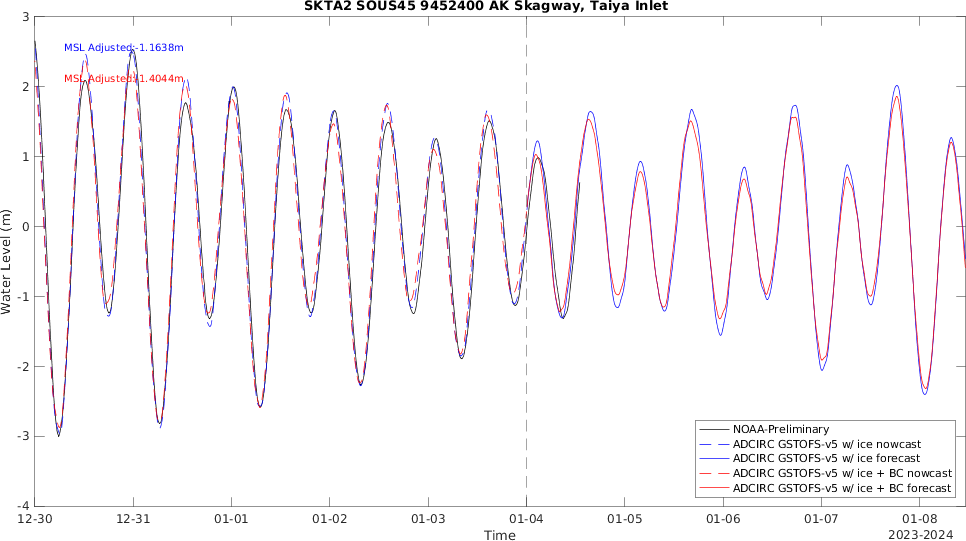 SKTA2 SOUS45 9452400 AK Skagway, Taiya Inlet
3
MSL Adjusted:-1.1638m
MSL Adjusted:-1.4044m
2
1
0
-1
-2
-3
-4
Water Level (m)
NOAA-Preliminary
ADCIRC GSTOFS-v5 w/ ice nowcast
ADCIRC GSTOFS-v5 w/ ice forecast
ADCIRC GSTOFS-v5 w/ ice + BC nowcast
ADCIRC GSTOFS-v5 w/ ice + BC forecast
12-30 12-31 01-01 01-02 01-03 01-04 01-05 01-06 01-07 01-08
Time
2023-2024